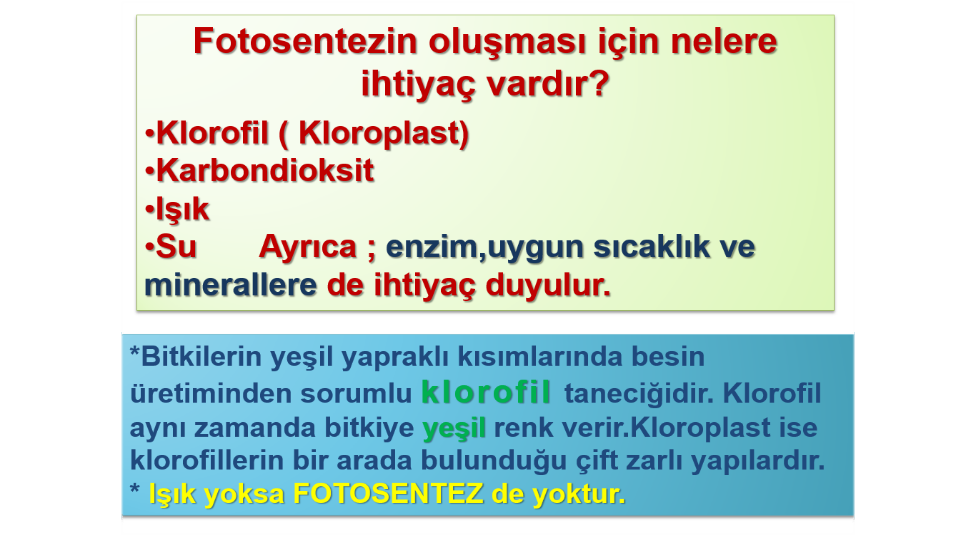 Fotosentezin oluşması için nelere
ihtiyaç vardır?
•Klorofil ( Kloroplast)
•Karbondioksit
•Işık
•Su Ayrıca ; enzim,uygun sıcaklık ve
minerallere de ihtiyaç duyulur.
*Bitkilerin yeşil yapraklı kısımlarında besin
üretiminden sorumlu klorofil taneciğidir. Klorofil
aynı zamanda bitkiye yeşil renk verir.Kloroplast ise
klorofillerin bir arada bulunduğu çift zarlı yapılardır.
* Işık yoksa FOTOSENTEZ de yoktur.